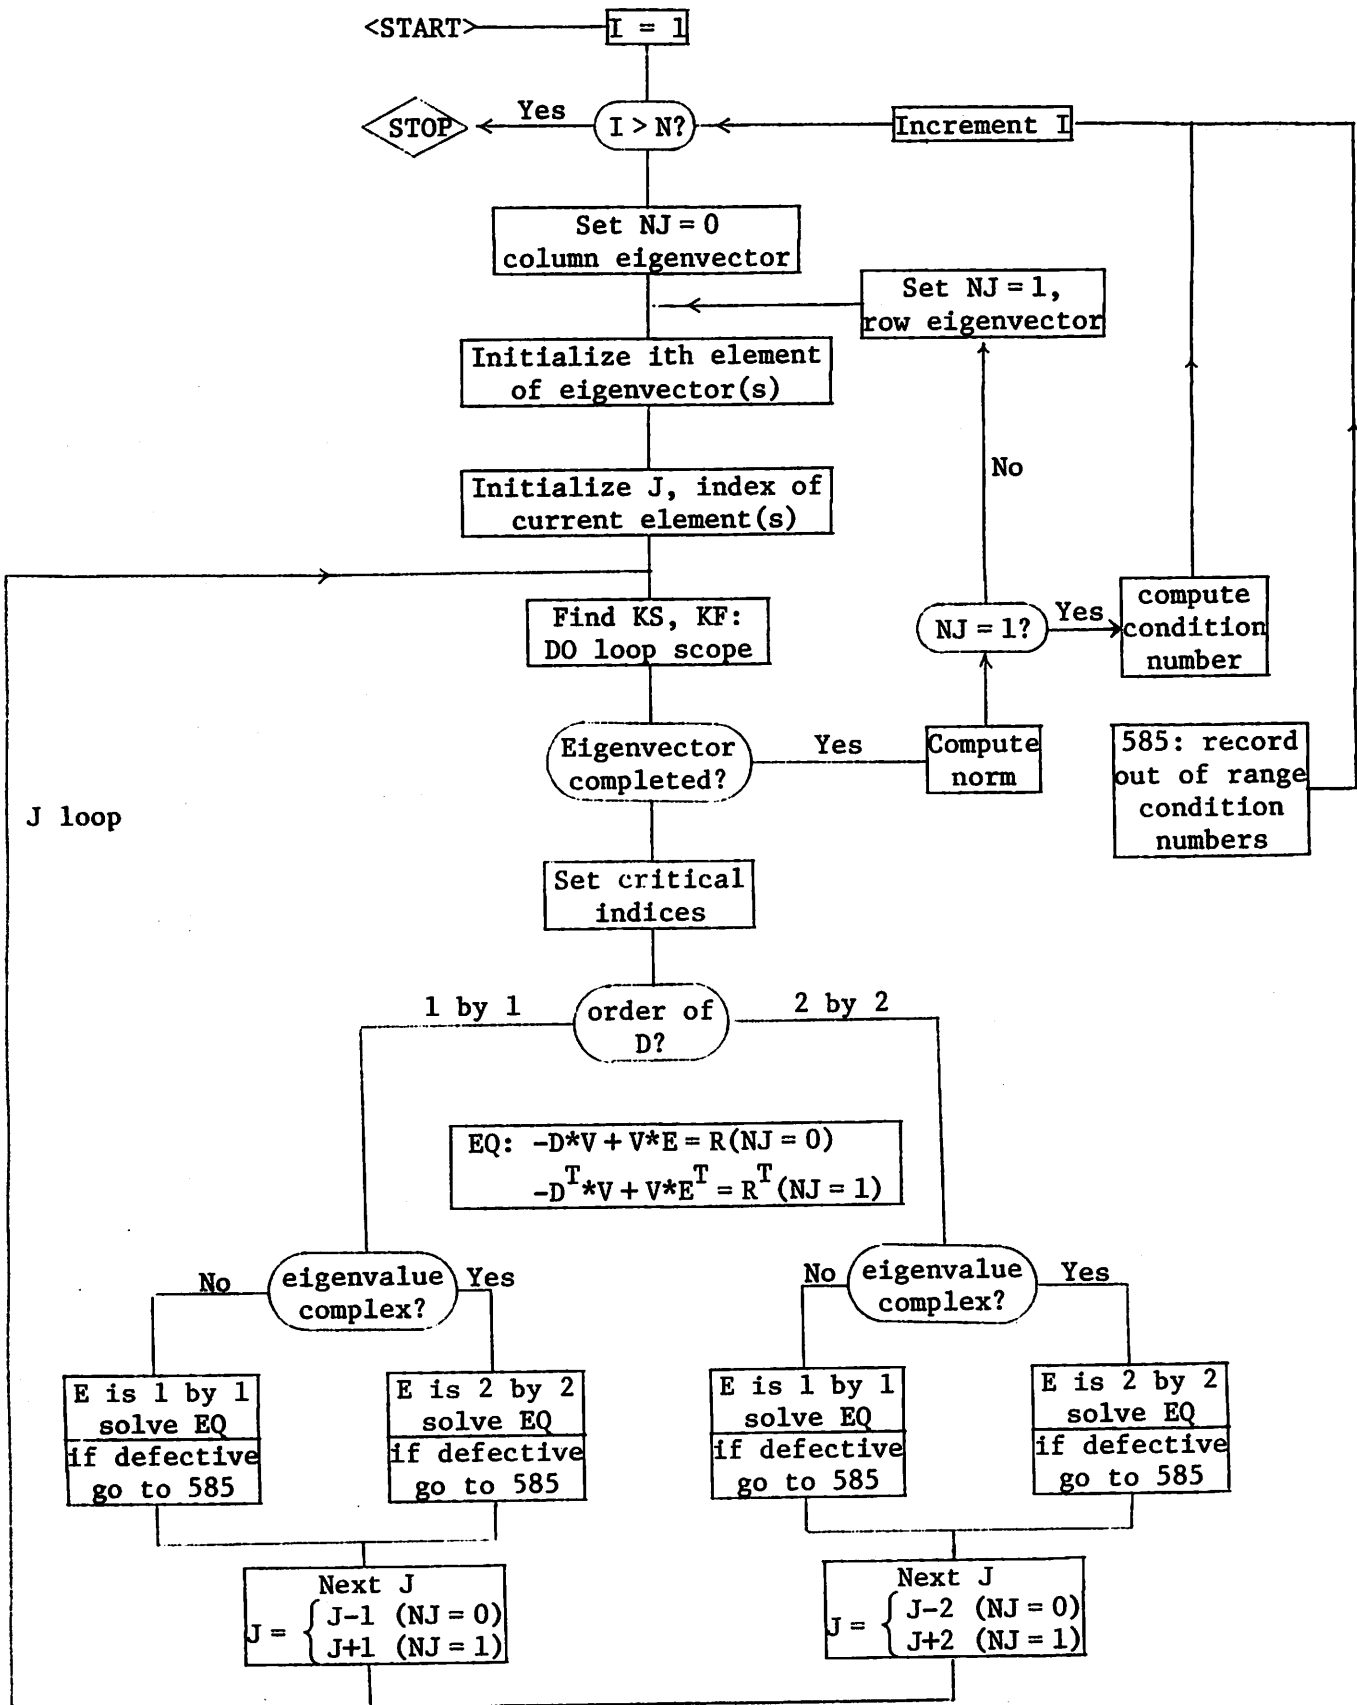 <START>
I = 1
STOP
Yes
I > N?
Increment I
Set NJ = 0
column eigenvector
Set NJ = 1,
row eigenvector
Initialize ith element
of eigenvector(s)
No
Initialize J, index of
current element(s)
Find KS, KF:
DO loop scope
NJ = 1?
Yes
compute
condition
number
Eigenvector
completed?
Yes
Compute
norm
585: record
out of range
condition
numbers
J loop
Set critical
indices
1 by 1
order of
D?
2 by 2
EQ: -D*V + V*E = R(NJ = 0)
-D^T*V + V*E^T = R^T(NJ = 1)
No
eigenvalue
complex?
Yes
No
eigenvalue
complex?
Yes
E is 1 by 1
solve EQ
if defective
go to 585
E is 2 by 2
solve EQ
if defective
go to 585
E is 1 by 1
solve EQ
if defective
go to 585
E is 2 by 2
solve EQ
if defective
go to 585
Next J
J = { J-1 (NJ = 0)
J+1 (NJ = 1)
Next J
J = { J-2 (NJ = 0)
J+2 (NJ = 1)